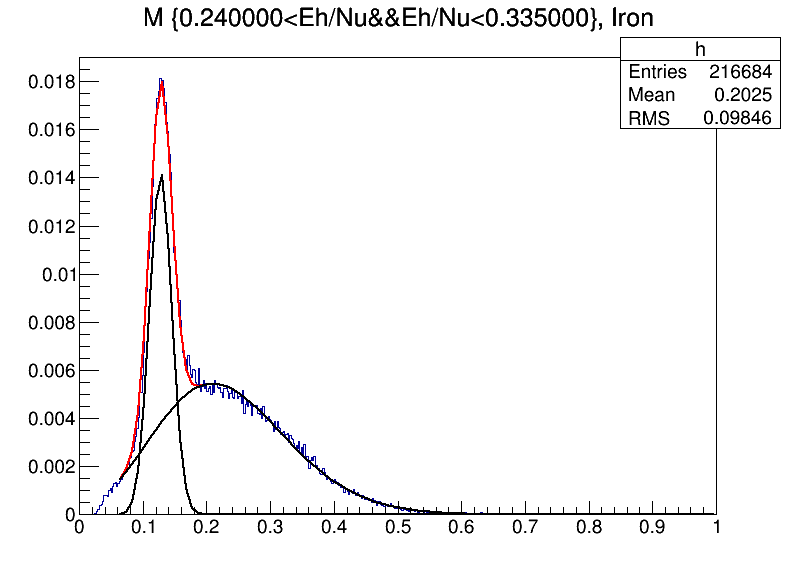 M {0.240000<Eh/Nu&&Eh/Nu<0.335000}, Iron
h
Entries 216684
Mean 0.2025
RMS 0.09846
0.018
0.016
0.014
0.012
0.01
0.008
0.006
0.004
0.002
0
0 0.1 0.2 0.3 0.4 0.5 0.6 0.7 0.8 0.9 1